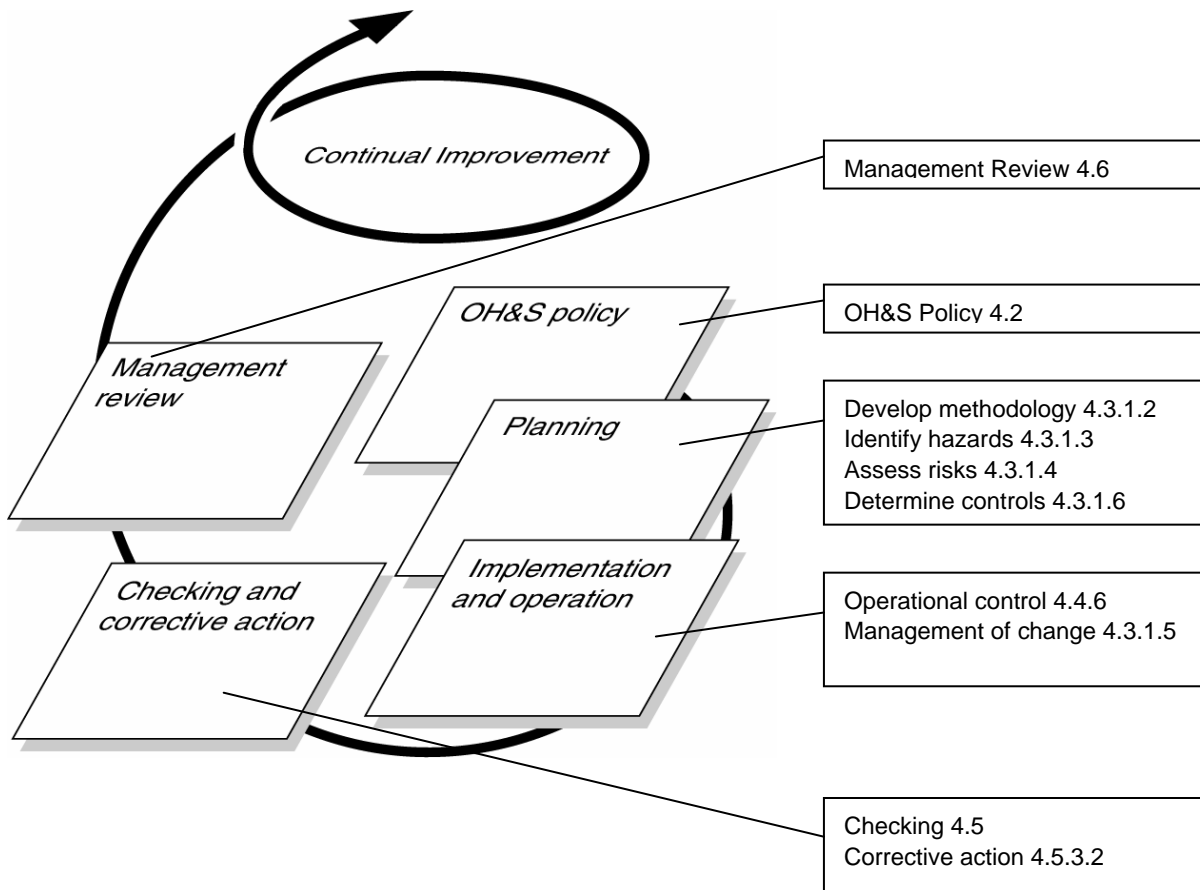 Continual Improvement
Management Review 4.6
OH&S policy
OH&S Policy 4.2
Management
review
Planning
Develop methodology 4.3.1.2
Identify hazards 4.3.1.3
Assess risks 4.3.1.4
Determine controls 4.3.1.6
Implementation
and operation
Checking and
corrective action
Operational control 4.4.6
Management of change 4.3.1.5
Checking 4.5
Corrective action 4.5.3.2